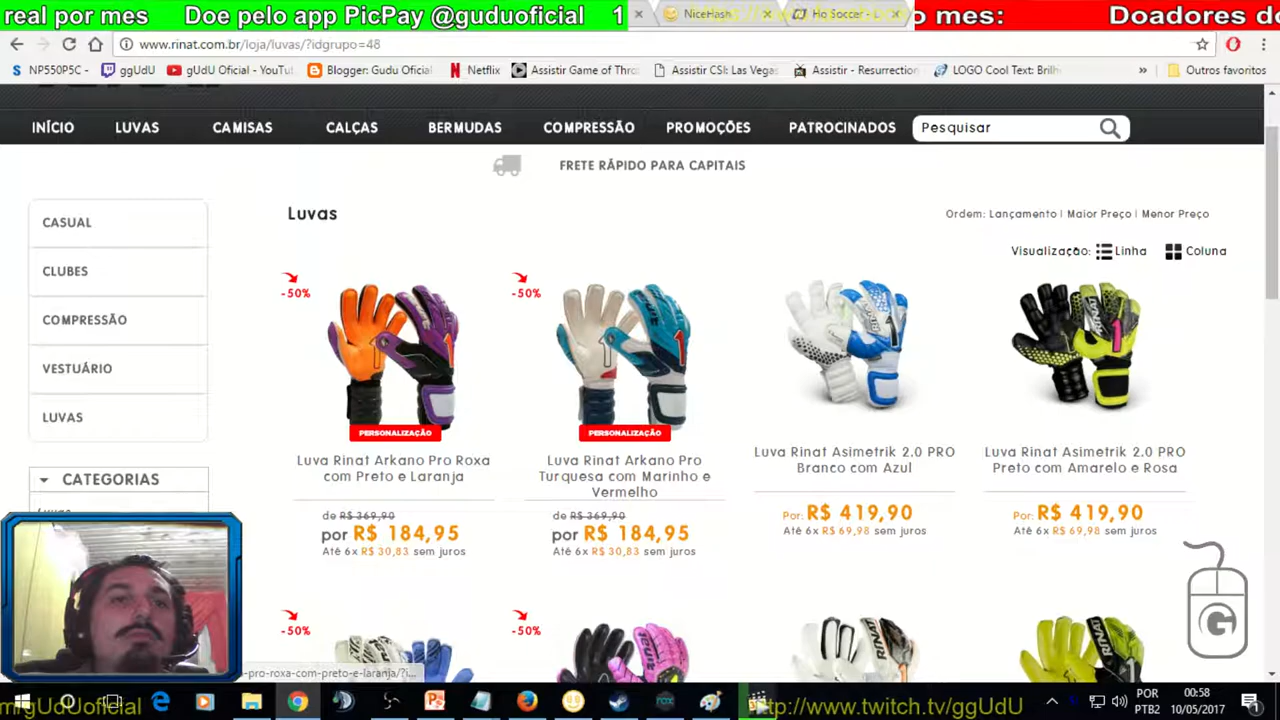 real por mes Doe pelo app PicPay @guduoficial 1
NiceHash
Ho Soccer - L
o mes: Doadores do
www.rinat.com.br/loja/luvas/?idgrupo=48
NP550P5C - ggUdU gUdU Oficial - YouTu Blogger: Gudu Oficial Netflix Assistir Game of Thro Assistir CSI: Las Vegas Assistir - Resurrection LOGO Cool Text: Brilh » Outros favoritos
INÍCIO LUVAS CAMISAS CALÇAS BERMUDAS COMPRESSÃO PROMOÇÕES PATROCINADOS Pesquisar
FRETE RÁPIDO PARA CAPITAIS
CASUAL
CLUBES
COMPRESSÃO
VESTUÁRIO
LUVAS
CATEGORIAS
Luvas
Ordem: Lançamento | Maior Preço | Menor Preço
Visualização: Linha Coluna
-50% -50%
PERSONALIZAÇÃO
Luva Rinat Arkano Pro Roxa
com Preto e Laranja
de R$ 369,90
por R$ 184,95
Até 6x R$ 30,83 sem juros
PERSONALIZAÇÃO
Luva Rinat Arkano Pro
Turquesa com Marinho e
Vermelho
de R$ 369,90
por R$ 184,95
Até 6x R$ 30,83 sem juros
Luva Rinat Asimetrik 2.0 PRO
Branco com Azul
Por: R$ 419,90
Até 6x R$ 69,98 sem juros
Luva Rinat Asimetrik 2.0 PRO
Preto com Amarelo e Rosa
Por: R$ 419,90
Até 6x R$ 69,98 sem juros
-50% -50%
-pro-roxa-com-preto-e-laranja/?i...
m/gUdUoficial
http://www.twitch.tv/ggUdU
POR
PTB2
00:58
10/05/2017